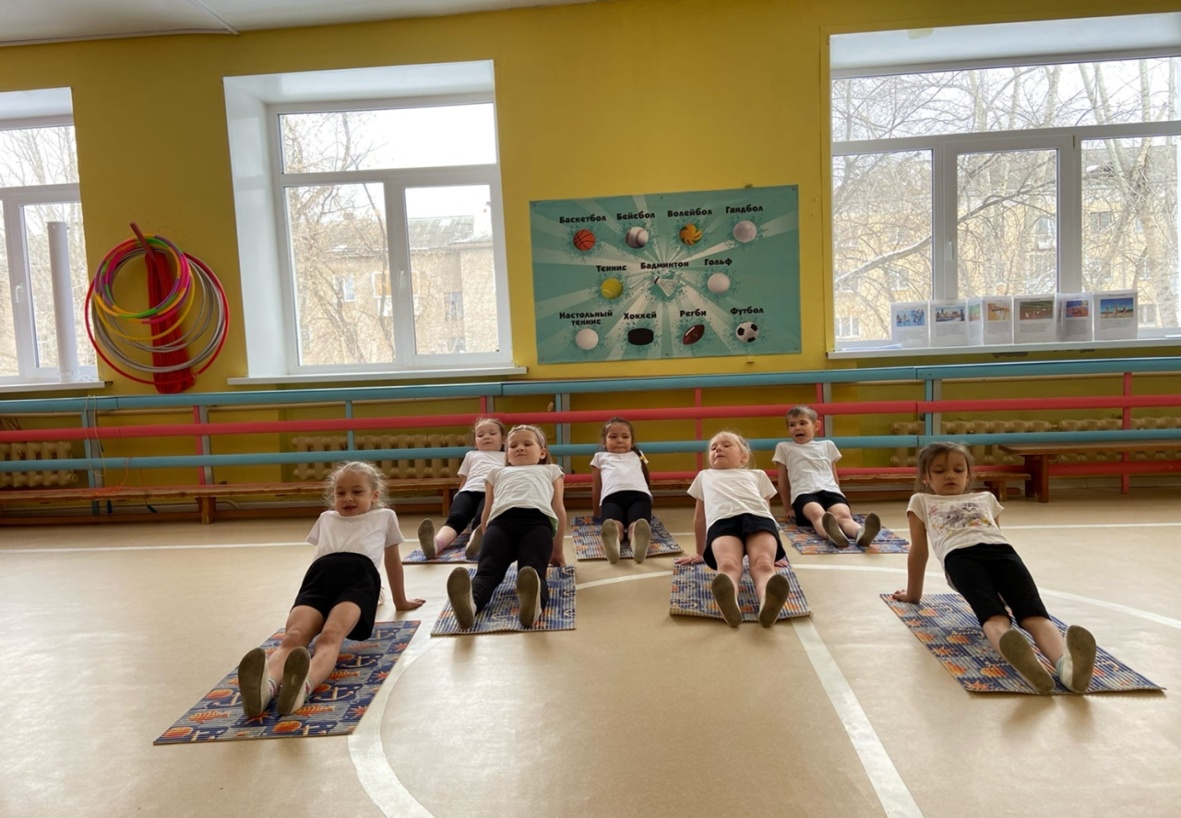 Баскетбол Бейсбол Волейбол Гандбол
Теннис Бадминтон Гольф
Настольный
теннис Хоккей Регби Футбол